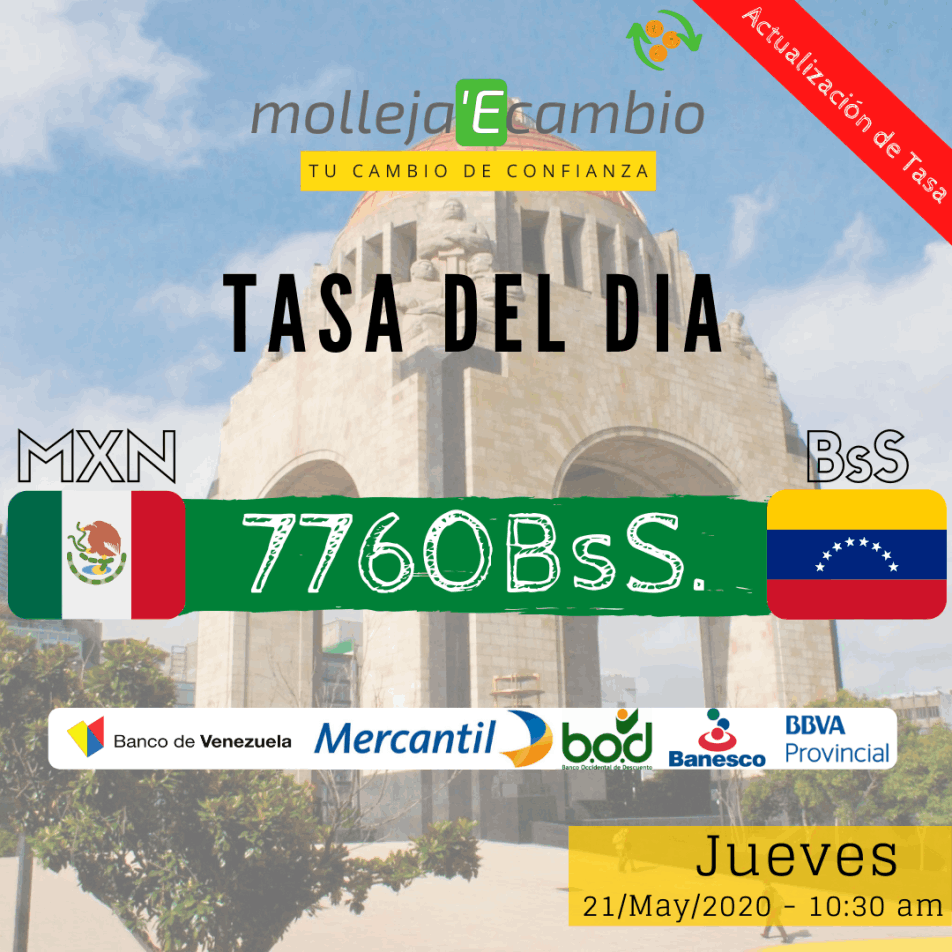 Actualización de Tasa
molleja'Ecambio
TU CAMBIO DE CONFIANZA
TASA DEL DIA
MXN
BsS
7760BsS.
Banco de Venezuela
Mercantil
b.o.d
Banco Occidental de Descuento
Banesco
BBVA
Provincial
Jueves
21/May/2020 - 10:30 am